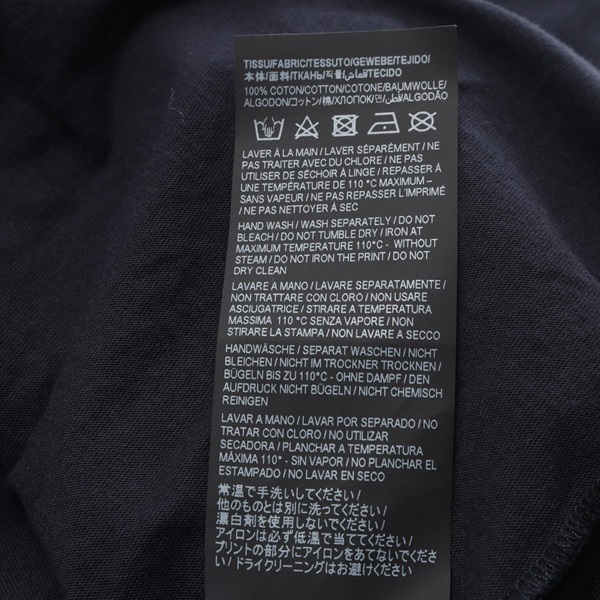 TISSU/FABRIC/TESSUTO/GEWEBE/TEJIDO/
本体/面料/ТКАНЬ/직물/قماش/TECIDO
100% COTON/COTTON/COTONE/BAUMWOLLE/
ALGODON/コットン/棉/ХЛОПОК/면/قطن/ALGODÃO
LAVER À LA MAIN / LAVER SÉPARÉMENT / NE
PAS TRAITER AVEC DU CHLORE / NE PAS
UTILISER DE SÉCHOIR À LINGE / REPASSER À
UNE TEMPÉRATURE DE 110 °C MAXIMUM –
SANS VAPEUR / NE PAS REPASSER L'IMPRIMÉ
/ NE PAS NETTOYER À SEC
HAND WASH / WASH SEPARATELY / DO NOT
BLEACH / DO NOT TUMBLE DRY / IRON AT
MAXIMUM TEMPERATURE 110°C - WITHOUT
STEAM / DO NOT IRON THE PRINT / DO NOT
DRY CLEAN
LAVARE A MANO / LAVARE SEPARATAMENTE /
NON TRATTARE CON CLORO / NON USARE
ASCIUGATRICE / STIRARE A TEMPERATURA
MASSIMA 110 °C SENZA VAPORE / NON
STIRARE LA STAMPA / NON LAVARE A SECCO
HANDWÄSCHE / SEPARAT WASCHEN / NICHT
BLEICHEN / NICHT IM TROCKNER TROCKNEN /
BÜGELN BIS ZU 110°C - OHNE DAMPF / DEN
AUFDRUCK NICHT BÜGELN / NICHT CHEMISCH
REINIGEN
LAVAR A MANO / LAVAR POR SEPARADO / NO
TRATAR CON CLORO / NO UTILIZAR
SECADORA / PLANCHAR A TEMPERATURA
MÁXIMA 110° - SIN VAPOR / NO PLANCHAR EL
ESTAMPADO / NO LAVAR EN SECO
常温で手洗いしてください /
他のものとは別に洗ってください /
漂白剤を使用しないでください /
アイロンは必ず低温で当ててください /
プリントの部分にアイロンをあてないでくださ
い / ドライクリーニングはお避けください /